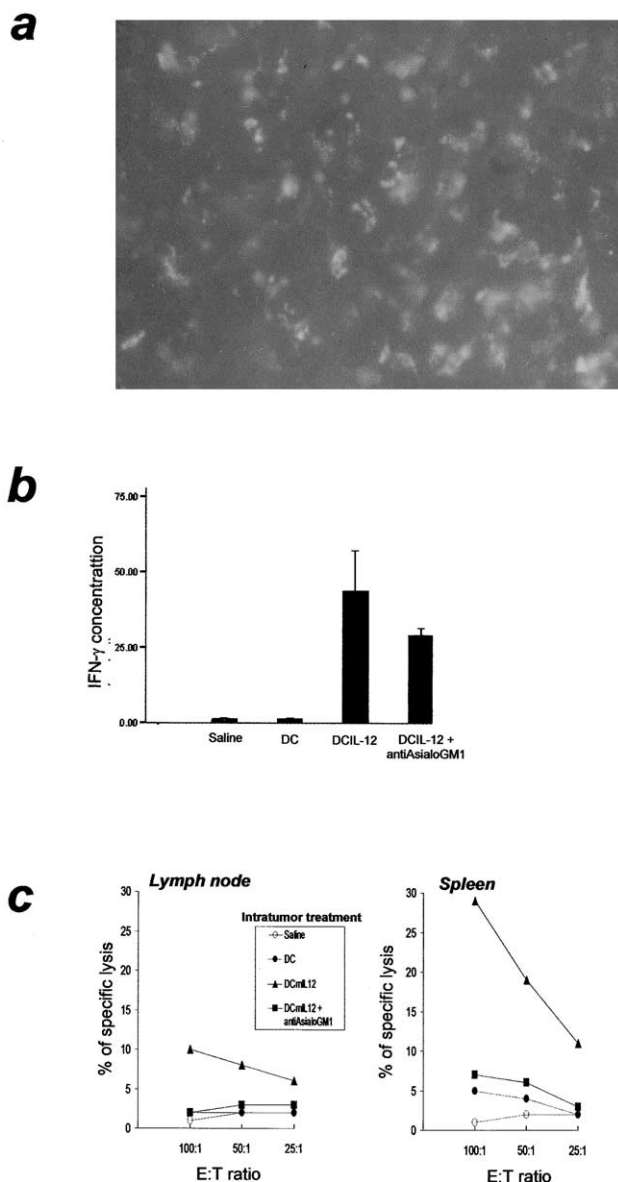 a
b
IFN-γ concentrattion
75.00
50.00
25.00
0.00
Saline
DC
DCIL-12
DCIL-12 +
antiAsialoGM1
c
Lymph node
% of specific lysis
30
25
20
15
10
5
0
100:1
50:1
25:1
E:T ratio
Intratumor treatment
Saline
DC
DCmIL12
DCmIL12 +
antiAsialoGM1
Spleen
% of specific lysis
30
25
20
15
10
5
0
100:1
50:1
25:1
E:T ratio